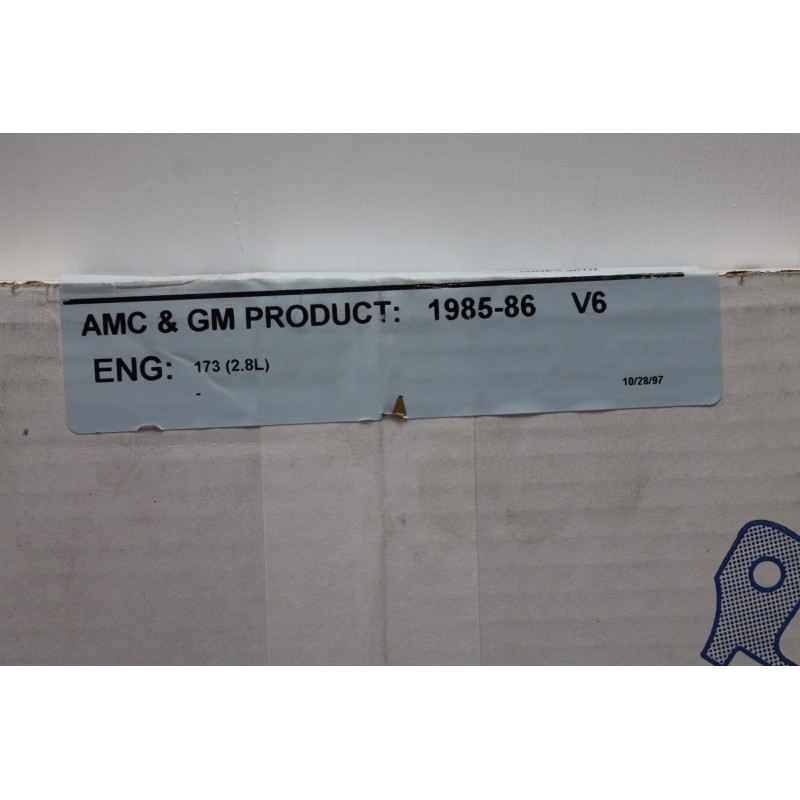 AMC & GM PRODUCT: 1985-86 V6
ENG: 173 (2.8L)
-
10/28/97